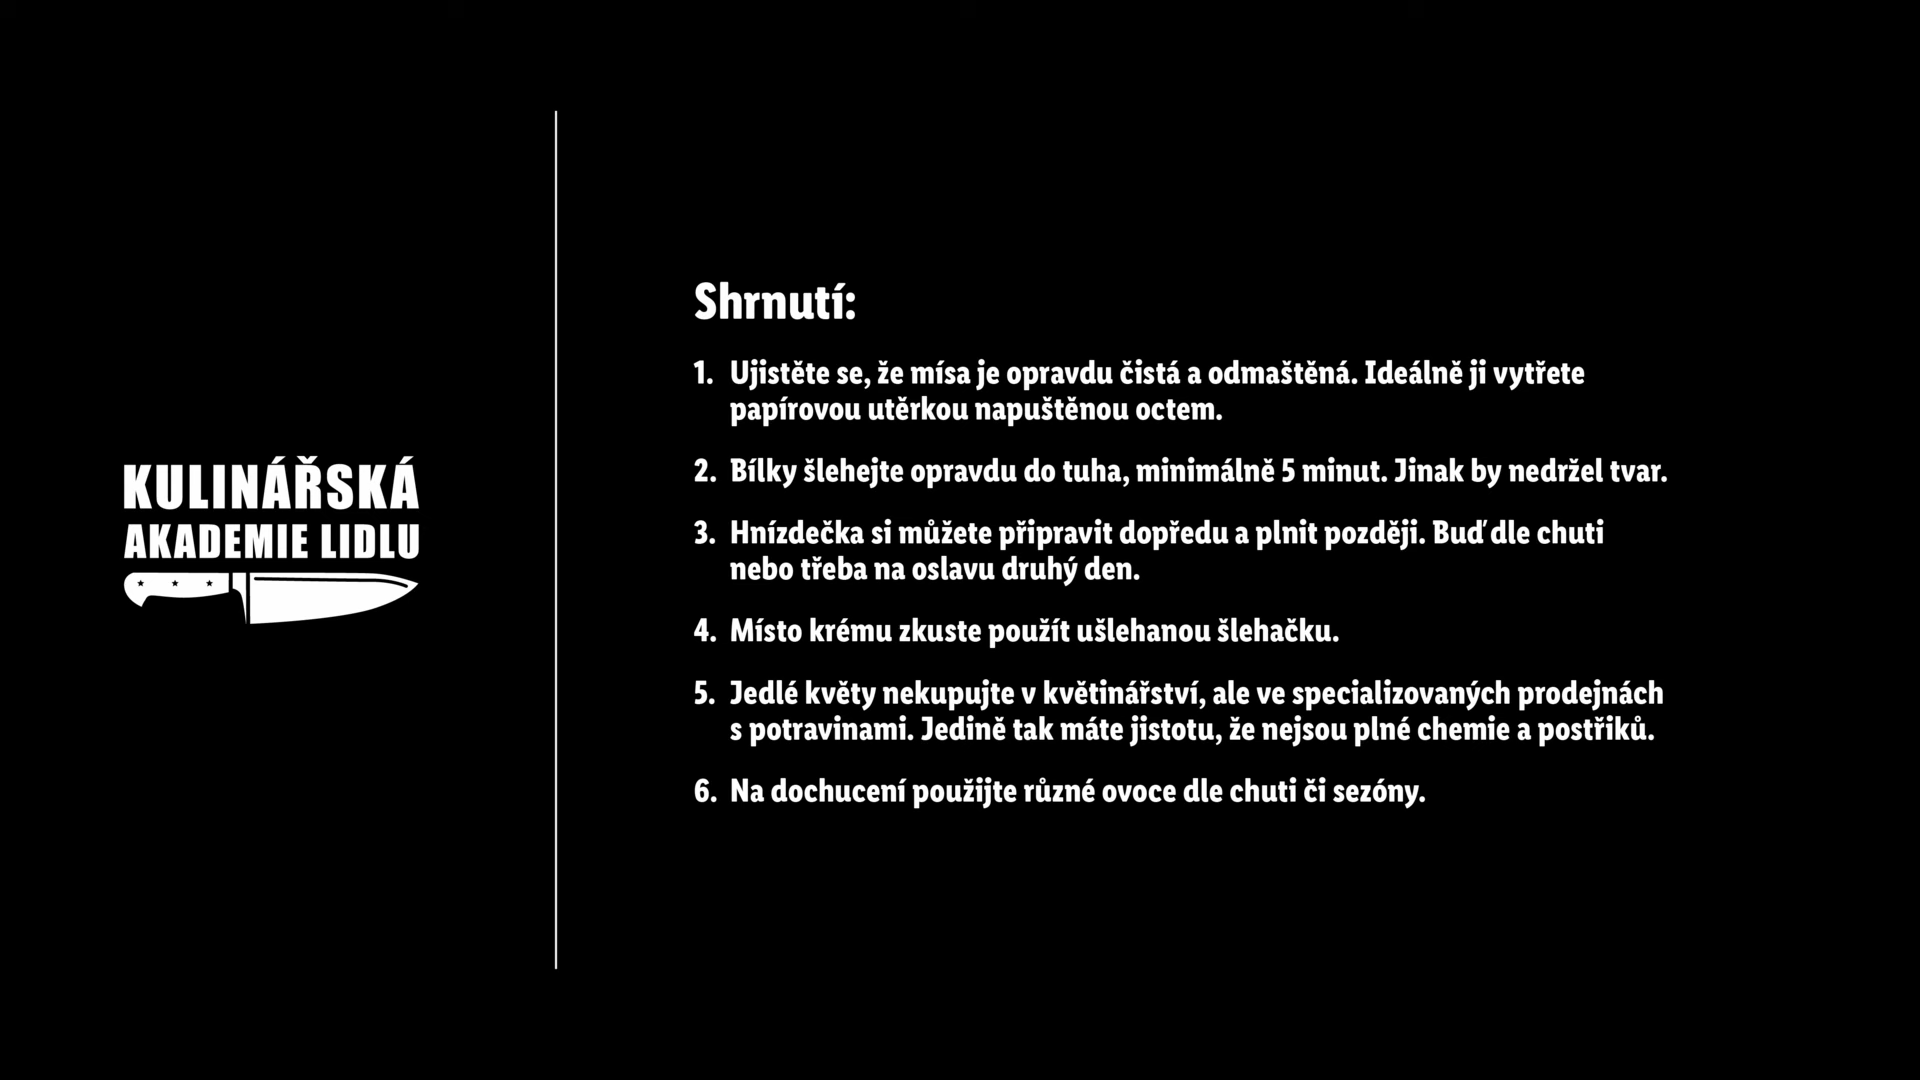 KULINÁŘSKÁ
AKADEMIE LIDLU
Shrnutí:
1. Ujistěte se, že mísa je opravdu čistá a odmaštěná. Ideálně ji vytřete
papírovou utěrkou napuštěnou octem.
2. Bílky šlehejte opravdu do tuha, minimálně 5 minut. Jinak by nedržel tvar.
3. Hnízdečka si můžete připravit dopředu a plnit později. Buď dle chuti
nebo třeba na oslavu druhý den.
4. Místo krému zkuste použít ušlehanou šlehačku.
5. Jedlé květy nekupujte v květinářství, ale ve specializovaných prodejnách
s potravinami. Jedině tak máte jistotu, že nejsou plné chemie a postřiků.
6. Na dochucení použijte různé ovoce dle chuti či sezóny.